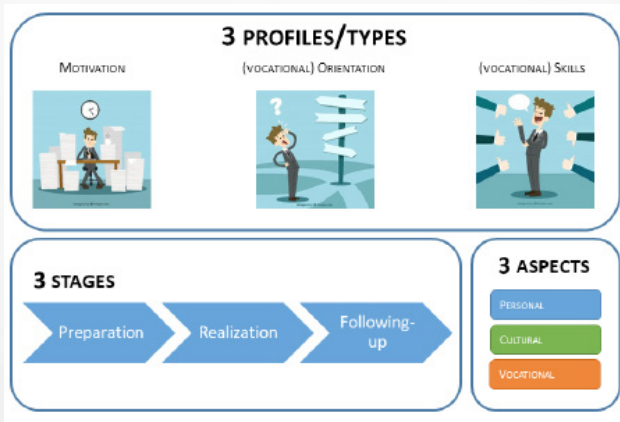 3 PROFILES/TYPES
MOTIVATION
(VOCATIONAL) ORIENTATION
(VOCATIONAL) SKILLS
?
3 STAGES
Preparation
Realization
Following-
up
3 ASPECTS
PERSONAL
CULTURAL
VOCATIONAL